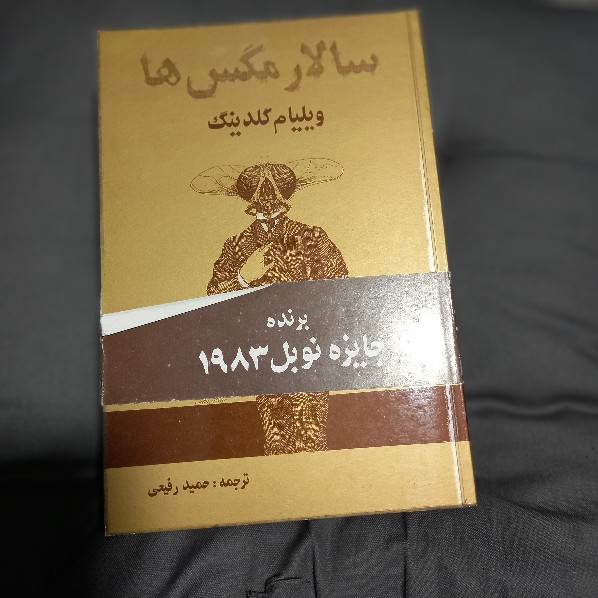 سالار مگس‌ها
ویلیام گلدینگ
برنده
جایزه نوبل ۱۹۸۳
ترجمه : حمید رفیعی